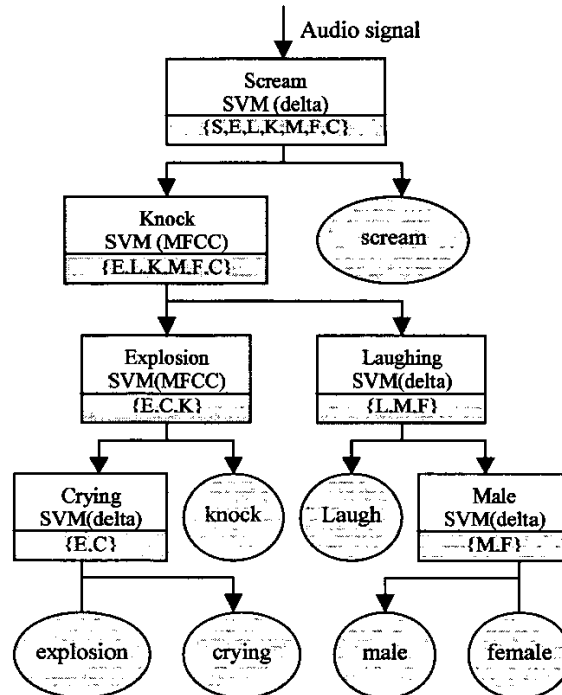 Audio signal
Scream
SVM (delta)
{S,E,L,K,M,F,C}
Knock
SVM (MFCC)
{E.L.K.M.F.C}
scream
Explosion
SVM(MFCC)
{E.C.K}
Laughing
SVM(delta)
{L.M.F}
Crying
SVM(delta)
{E.C}
knock
Laugh
Male
SVM(delta)
{M.F}
explosion
crying
male
female